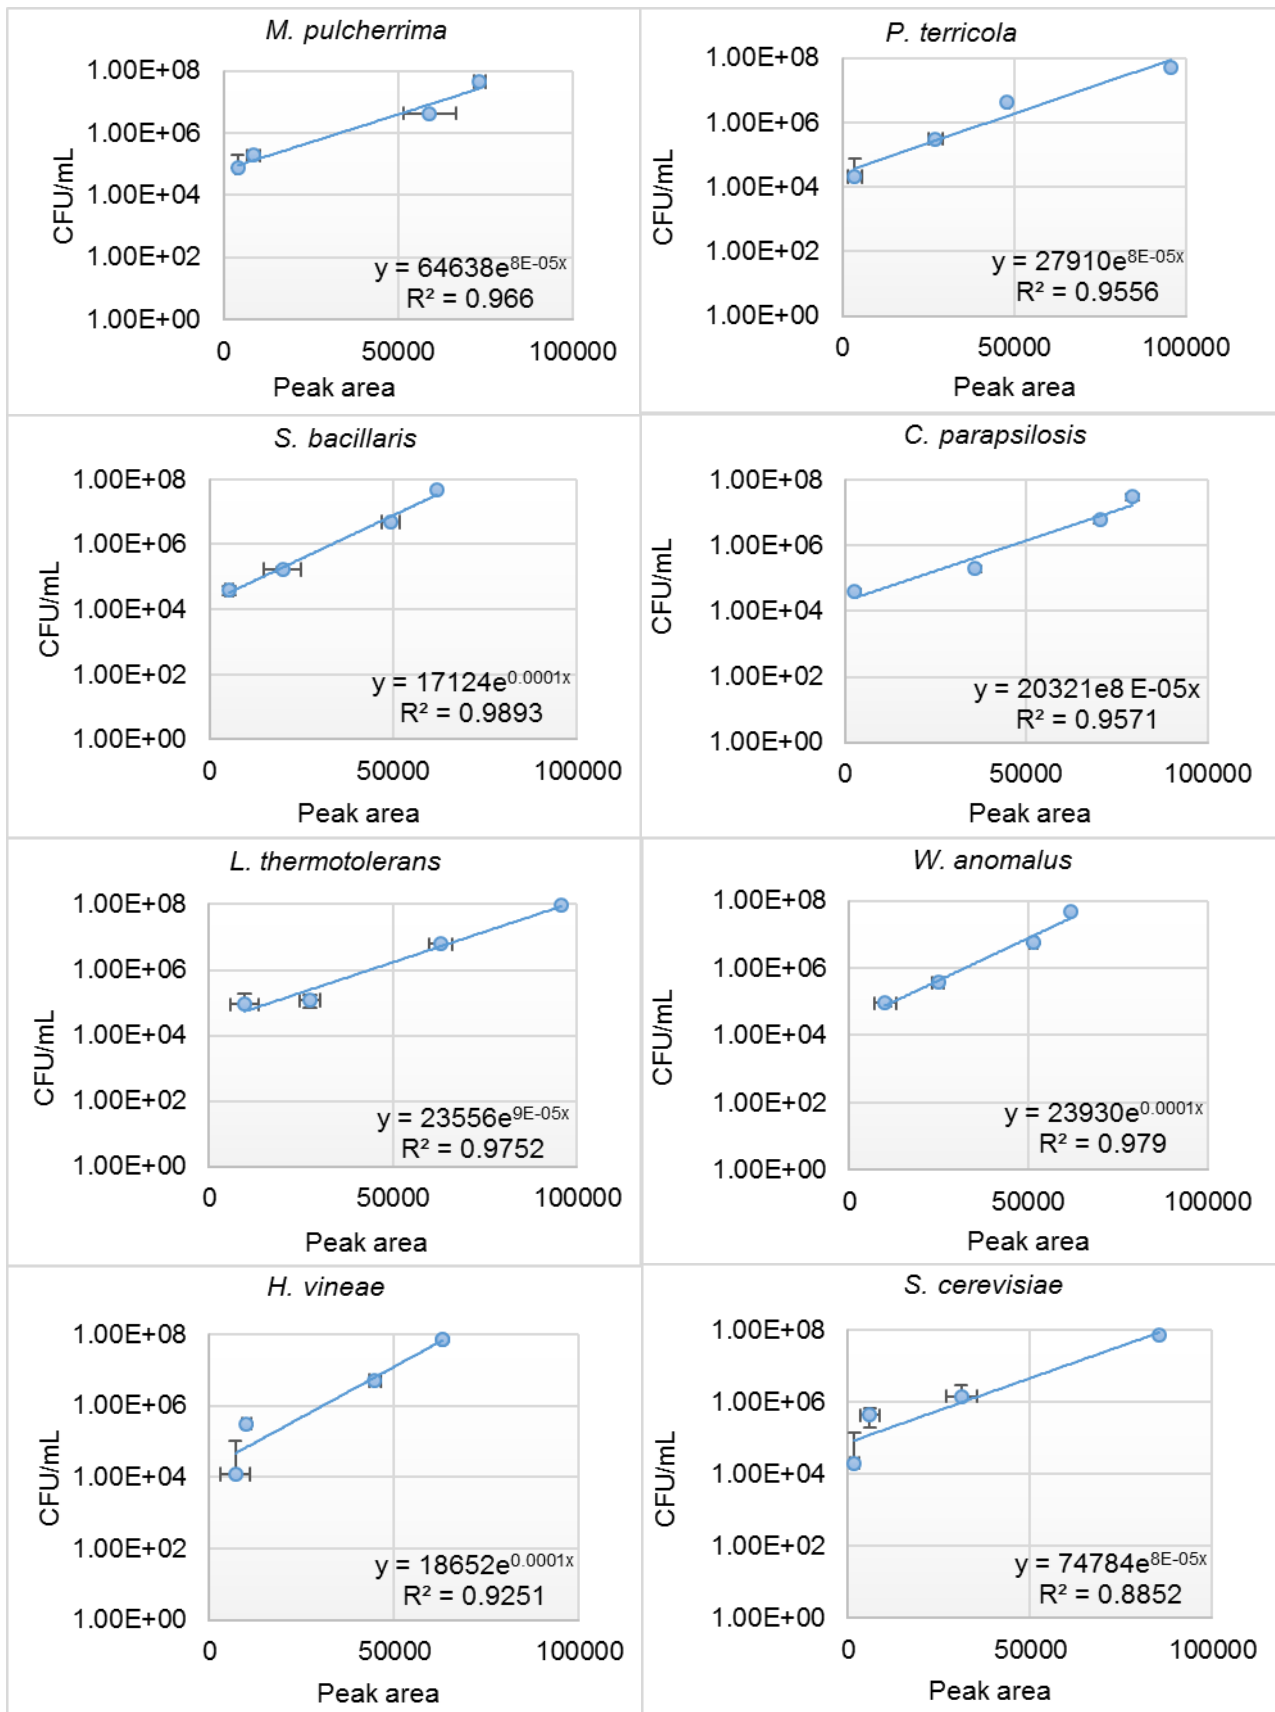 M. pulcherrima
1.00E+08
1.00E+06
1.00E+04
1.00E+02
1.00E+00
CFU/mL
y = 64638e8E-05x
R² = 0.966
0 50000 100000
Peak area
P. terricola
1.00E+08
1.00E+06
1.00E+04
1.00E+02
1.00E+00
CFU/mL
y = 27910e8E-05x
R² = 0.9556
0 50000 100000
Peak area
S. bacillaris
1.00E+08
1.00E+06
1.00E+04
1.00E+02
1.00E+00
CFU/mL
y = 17124e0.0001x
R² = 0.9893
0 50000 100000
Peak area
C. parapsilosis
1.00E+08
1.00E+06
1.00E+04
1.00E+02
1.00E+00
CFU/mL
y = 20321e8 E-05x
R² = 0.9571
0 50000 100000
Peak area
L. thermotolerans
1.00E+08
1.00E+06
1.00E+04
1.00E+02
1.00E+00
CFU/mL
y = 23556e9E-05x
R² = 0.9752
0 50000 100000
Peak area
W. anomalus
1.00E+08
1.00E+06
1.00E+04
1.00E+02
1.00E+00
CFU/mL
y = 23930e0.0001x
R² = 0.979
0 50000 100000
Peak area
H. vineae
1.00E+08
1.00E+06
1.00E+04
1.00E+02
1.00E+00
CFU/mL
y = 18652e0.0001x
R² = 0.9251
0 50000 100000
Peak area
S. cerevisiae
1.00E+08
1.00E+06
1.00E+04
1.00E+02
1.00E+00
CFU/mL
y = 74784e8E-05x
R² = 0.8852
0 50000 100000
Peak area